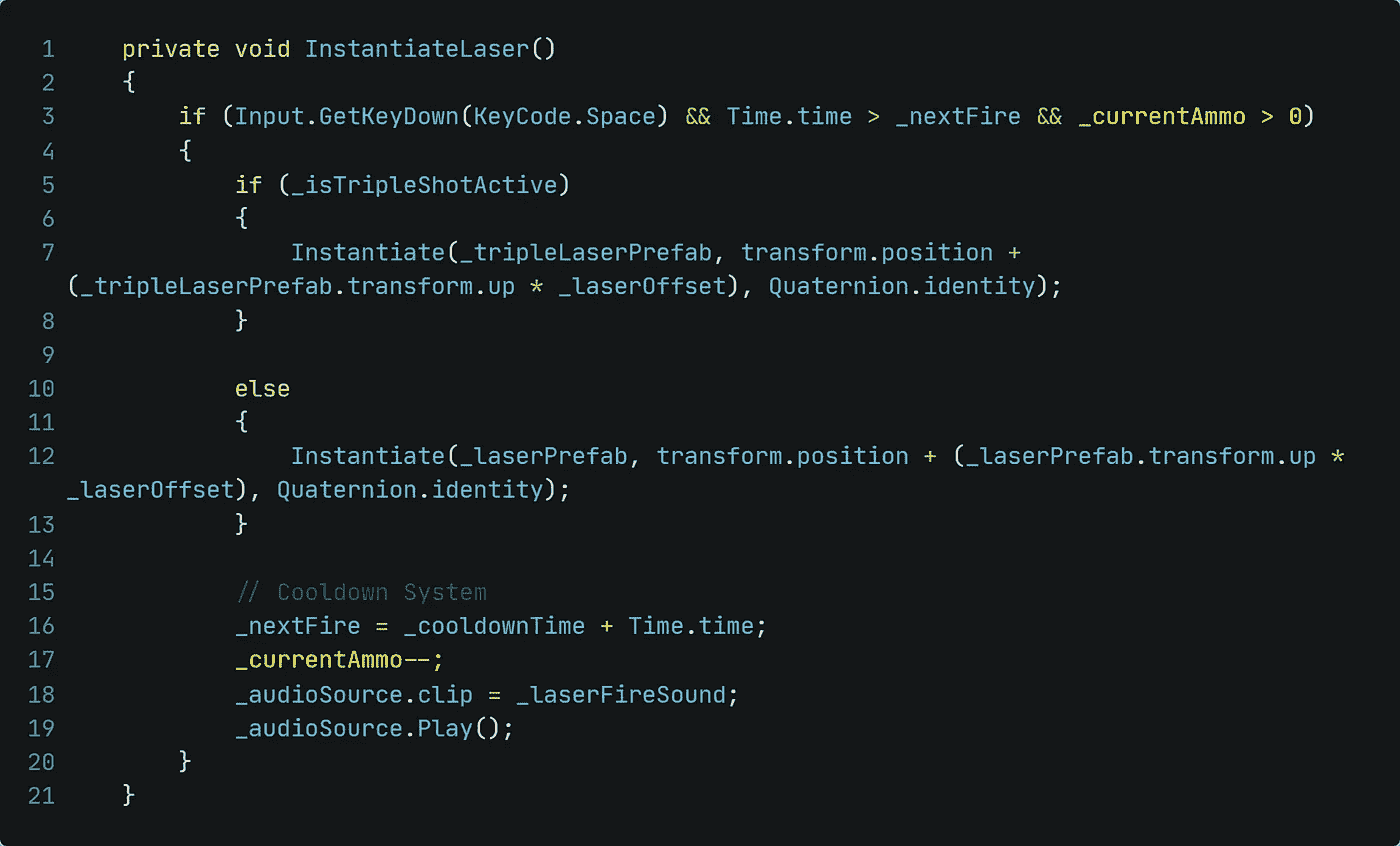 1 private void InstantiateLaser()
2 {
3 if (Input.GetKeyDown(KeyCode.Space) && Time.time > _nextFire && _currentAmmo > 0)
4 {
5 if (_isTripleShotActive)
6 {
7 Instantiate(_tripleLaserPrefab, transform.position +
(_tripleLaserPrefab.transform.up * _laserOffset), Quaternion.identity);
8 }
9
10 else
11 {
12 Instantiate(_laserPrefab, transform.position + (_laserPrefab.transform.up *
_laserOffset), Quaternion.identity);
13 }
14
15 // Cooldown System
16 _nextFire = _cooldownTime + Time.time;
17 _currentAmmo--;
18 _audioSource.clip = _laserFireSound;
19 _audioSource.Play();
20 }
21 }